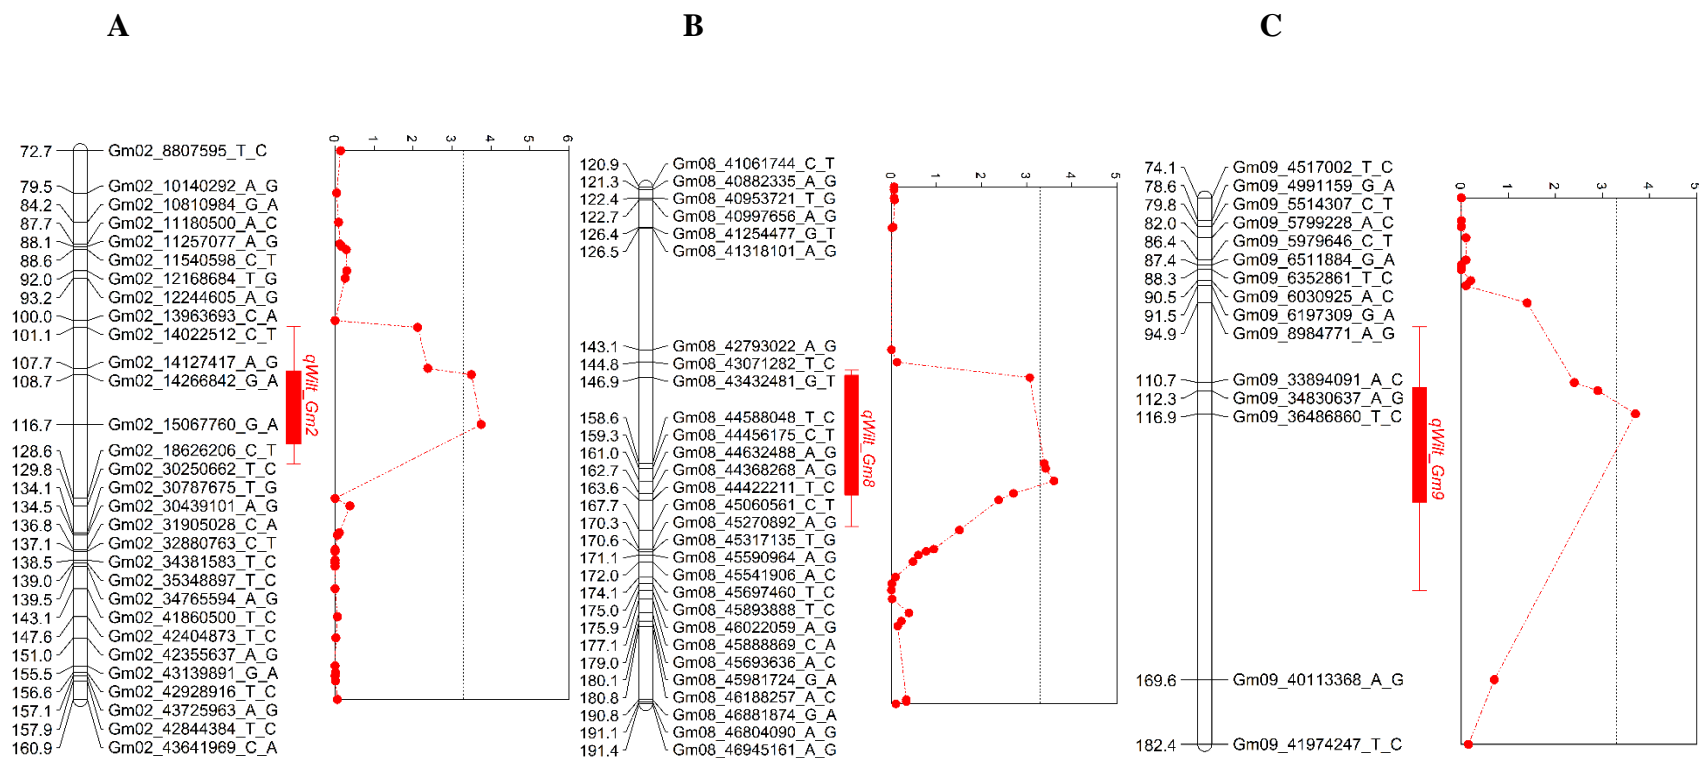 A
B
C
0 1 2 3 4 5 6
72.7 Gm02_8807595_T_C
79.5 Gm02_10140292_A_G
84.2 Gm02_10810984_G_A
87.7 Gm02_11180500_A_C
88.1 Gm02_11257077_A_G
88.6 Gm02_11540598_C_T
92.0 Gm02_12168684_T_G
93.2 Gm02_12244605_A_G
100.0 Gm02_13963693_C_A
101.1 Gm02_14022512_C_T
107.7 Gm02_14127417_A_G
108.7 Gm02_14266842_G_A
116.7 Gm02_15067760_G_A
128.6 Gm02_18626206_C_T
129.8 Gm02_30250662_T_C
134.1 Gm02_30787675_T_G
134.5 Gm02_30439101_A_G
136.8 Gm02_31905028_C_A
137.1 Gm02_32880763_C_T
138.5 Gm02_34381583_T_C
139.0 Gm02_35348897_T_C
139.5 Gm02_34765594_A_G
143.1 Gm02_41860500_T_C
147.6 Gm02_42404873_T_C
151.0 Gm02_42355637_A_G
155.5 Gm02_43139891_G_A
156.6 Gm02_42928916_T_C
157.1 Gm02_43725963_A_G
157.9 Gm02_42844384_T_C
160.9 Gm02_43641969_C_A
qWilt_Gm2
0 1 2 3 4 5
120.9 Gm08_41061744_C_T
121.3 Gm08_40882335_A_G
122.4 Gm08_40953721_T_G
122.7 Gm08_40997656_A_G
126.4 Gm08_41254477_G_T
126.5 Gm08_41318101_A_G
143.1 Gm08_42793022_A_G
144.8 Gm08_43071282_T_C
146.9 Gm08_43432481_G_T
158.6 Gm08_44588048_T_C
159.3 Gm08_44456175_C_T
161.0 Gm08_44632488_A_G
162.7 Gm08_44368268_A_G
163.6 Gm08_44422211_T_C
167.7 Gm08_45060561_C_T
170.3 Gm08_45270892_A_G
170.6 Gm08_45317135_T_G
171.1 Gm08_45590964_A_G
172.0 Gm08_45541906_A_C
174.1 Gm08_45697460_T_C
175.0 Gm08_45893888_T_C
175.9 Gm08_46022059_A_G
177.1 Gm08_45888869_C_A
179.0 Gm08_45693636_A_C
180.1 Gm08_45981724_G_A
180.8 Gm08_46188257_A_C
190.8 Gm08_46881874_G_A
191.1 Gm08_46804090_A_G
191.4 Gm08_46945161_A_G
qWilt_Gm8
0 1 2 3 4 5
74.1 Gm09_4517002_T_C
78.6 Gm09_4991159_G_A
79.8 Gm09_5514307_C_T
82.0 Gm09_5799228_A_C
86.4 Gm09_5979646_C_T
87.4 Gm09_6511884_G_A
88.3 Gm09_6352861_T_C
90.5 Gm09_6030925_A_C
91.5 Gm09_6197309_G_A
94.9 Gm09_8984771_A_G
110.7 Gm09_33894091_A_C
112.3 Gm09_34830637_A_G
116.9 Gm09_36486860_T_C
169.6 Gm09_40113368_A_G
182.4 Gm09_41974247_T_C
qWilt_Gm9